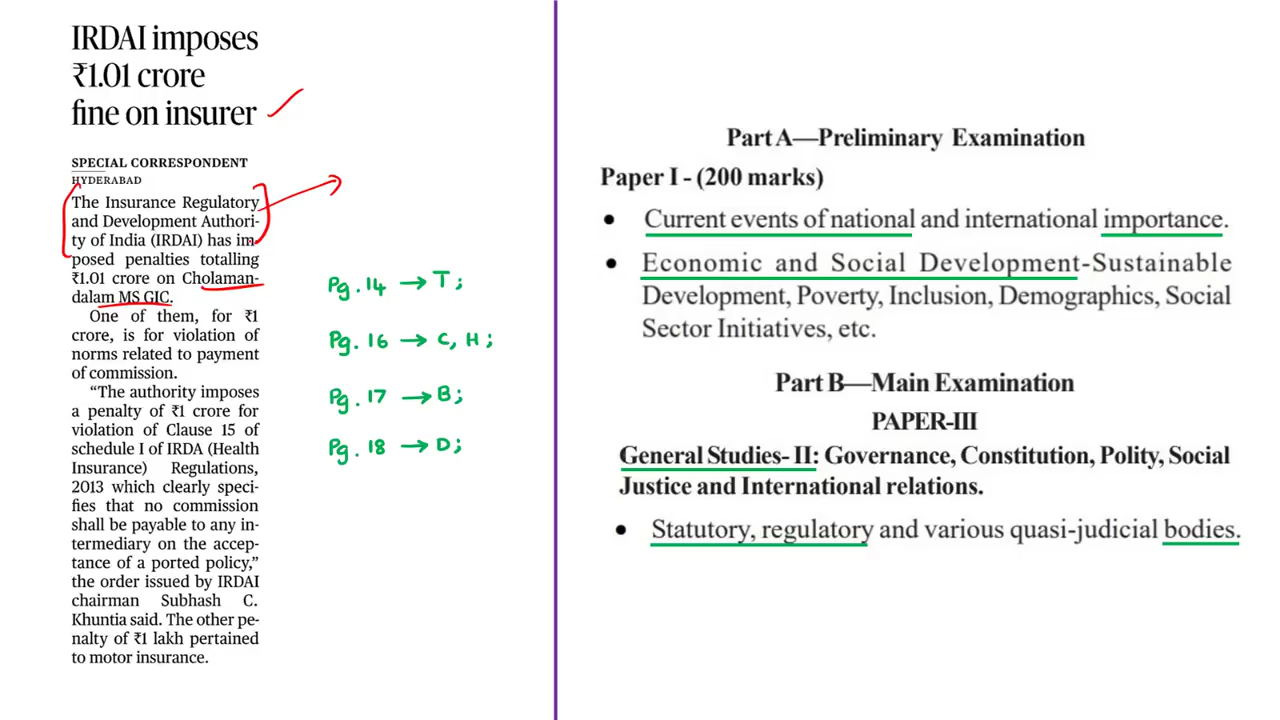 IRDAI imposes
₹1.01 crore
fine on insurer
SPECIAL CORRESPONDENT
HYDERABAD
The Insurance Regulatory
and Development Authori-
ty of India (IRDAI) has im-
posed penalties totalling
₹1.01 crore on Cholaman-
dalam MS GIC.
One of them, for ₹1
crore, is for violation of
norms related to payment
of commission.
“The authority imposes
a penalty of ₹1 crore for
violation of Clause 15 of
schedule I of IRDA (Health
Insurance) Regulations,
2013 which clearly speci-
fies that no commission
shall be payable to any in-
termediary on the accep-
tance of a ported policy,”
the order issued by IRDAI
chairman Subhash C.
Khuntia said. The other pe-
nalty of ₹1 lakh pertained
to motor insurance.
Pg. 14 → T;
Pg. 16 → C, H;
Pg. 17 → B;
Pg. 18 → D;
Part A—Preliminary Examination
Paper I - (200 marks)
• Current events of national and international importance.
• Economic and Social Development-Sustainable
Development, Poverty, Inclusion, Demographics, Social
Sector Initiatives, etc.
Part B—Main Examination
PAPER-III
General Studies- II: Governance, Constitution, Polity, Social
Justice and International relations.
• Statutory, regulatory and various quasi-judicial bodies.